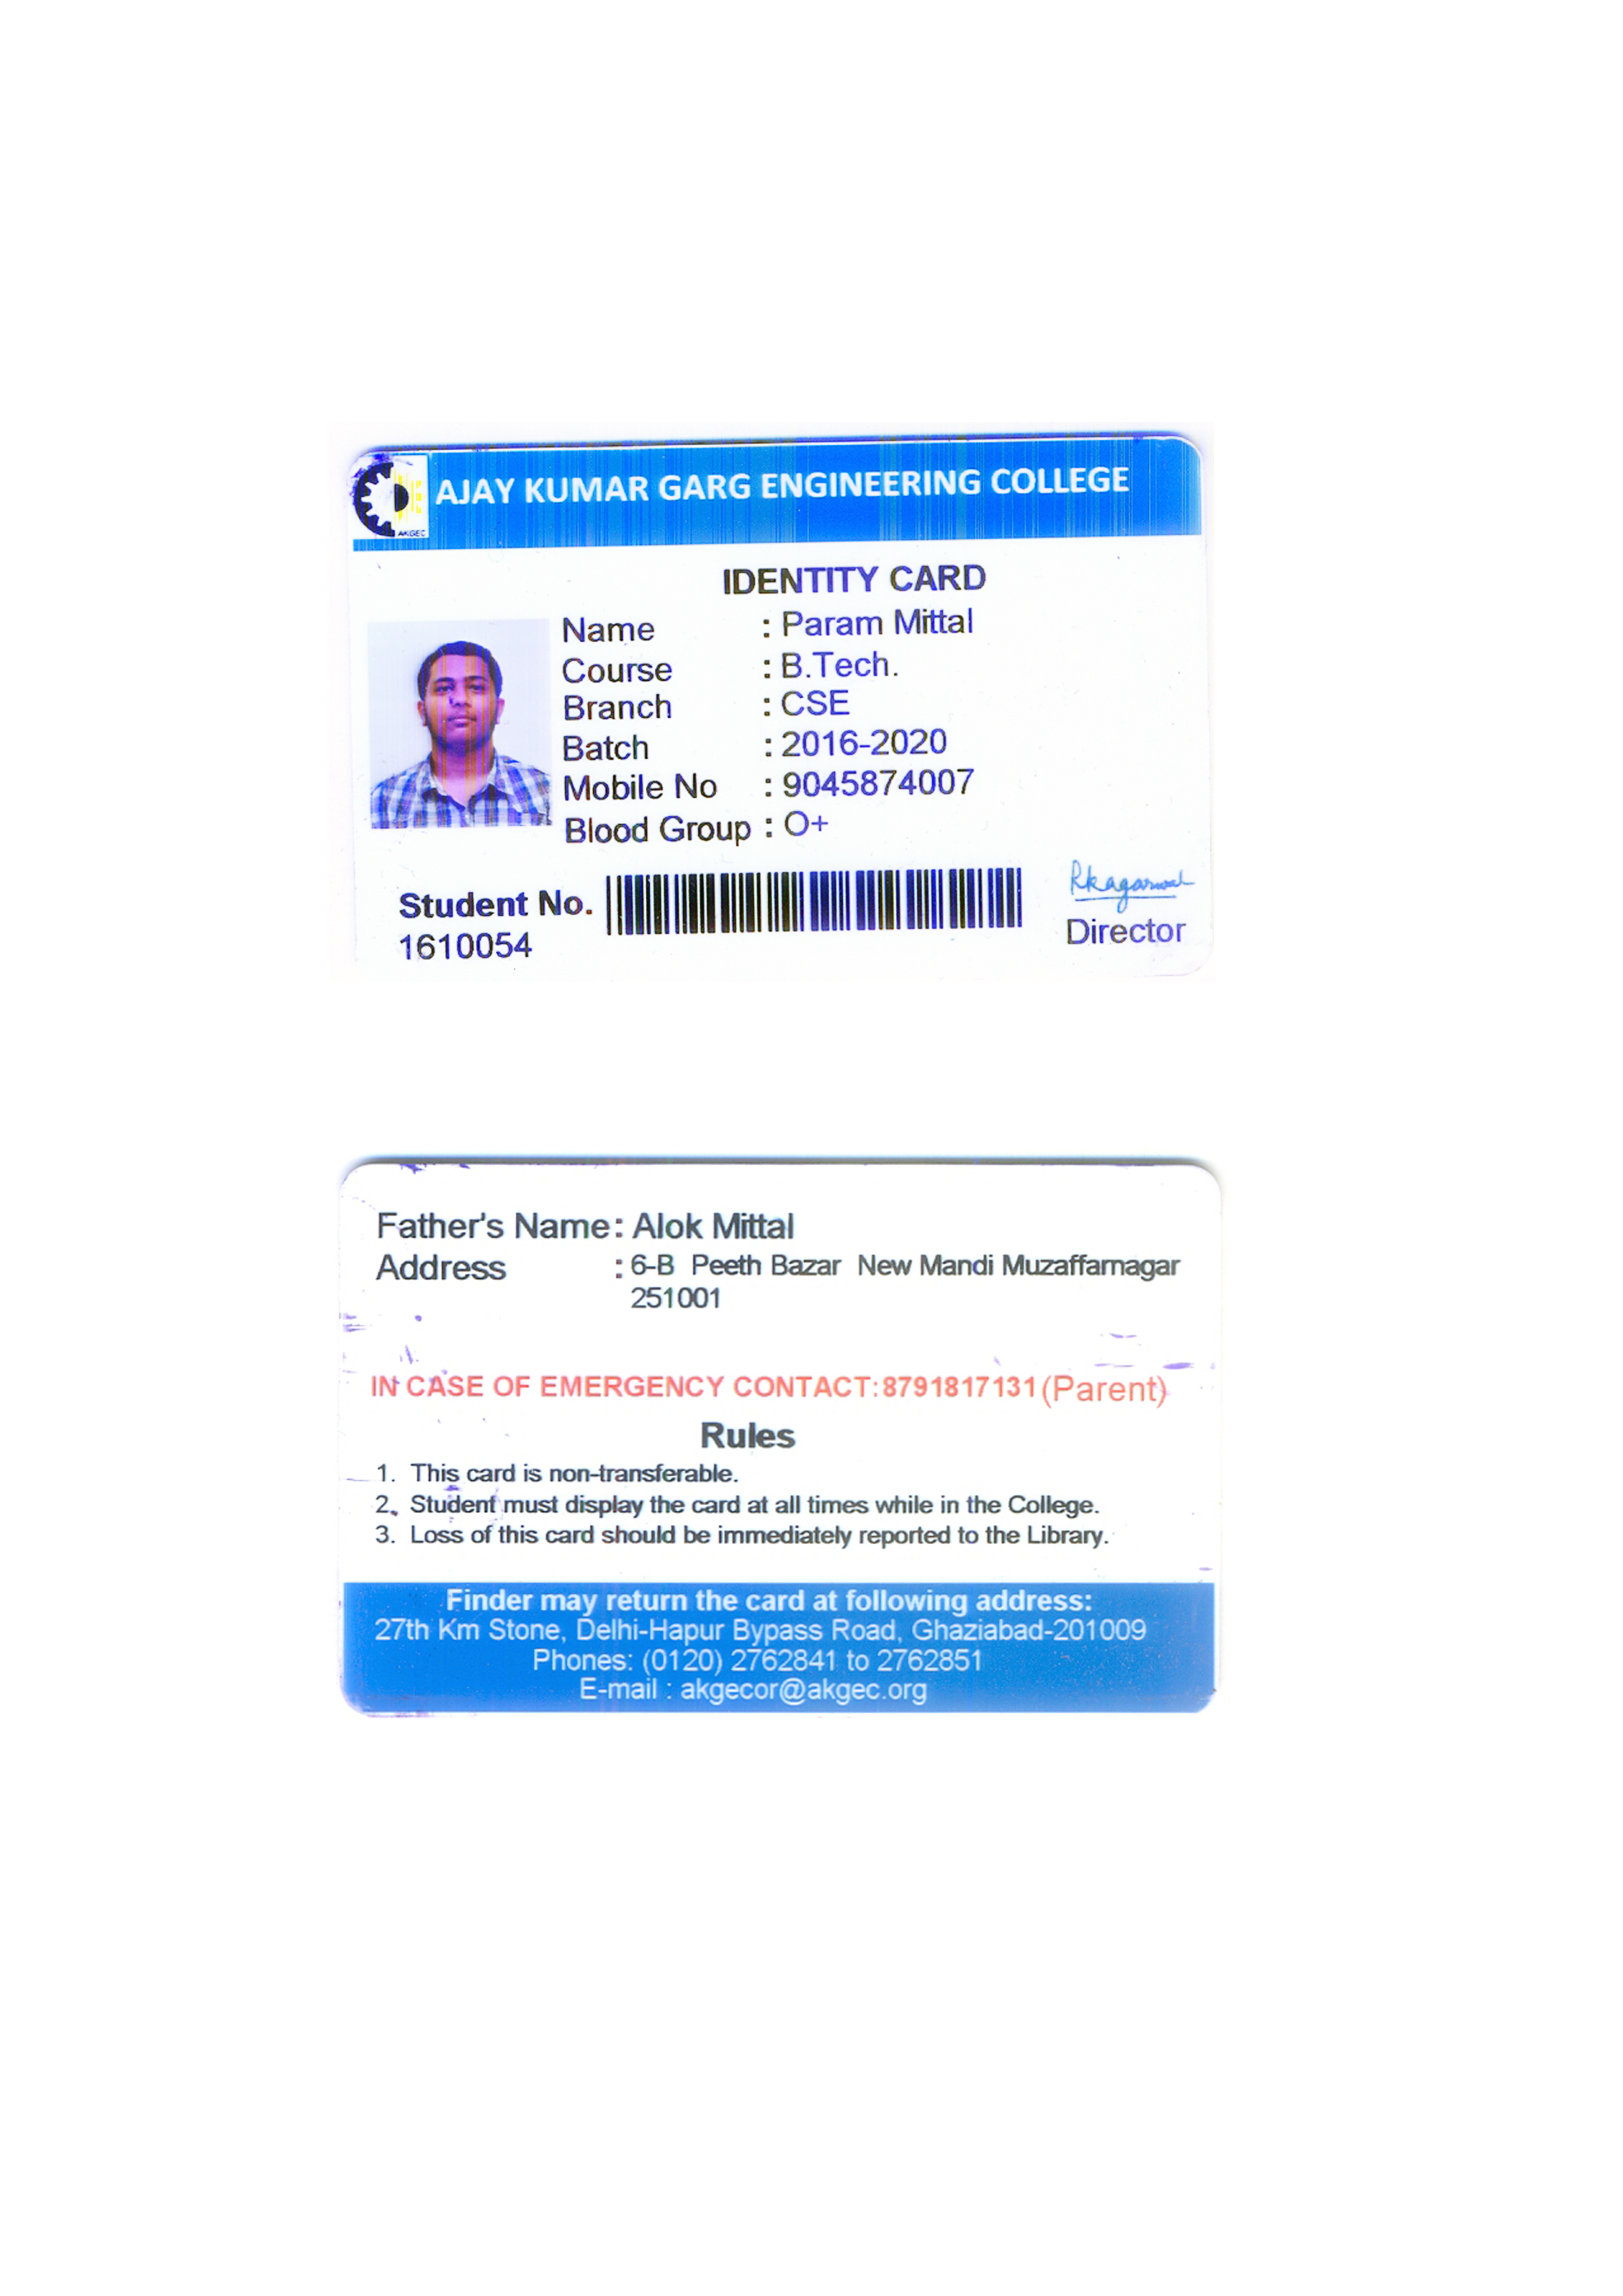 AKGEC
AJAY KUMAR GARG ENGINEERING COLLEGE
IDENTITY CARD
Name : Param Mittal
Course : B.Tech.
Branch : CSE
Batch : 2016-2020
Mobile No : 9045874007
Blood Group : O+
Student No.
1610054
Rkagarwal
Director
Father's Name: Alok Mittal
Address : 6-B Peeth Bazar New Mandi Muzaffarnagar
251001
IN CASE OF EMERGENCY CONTACT:8791817131(Parent)
Rules
1. This card is non-transferable.
2. Student must display the card at all times while in the College.
3. Loss of this card should be immediately reported to the Library.
Finder may return the card at following address:
27th Km Stone, Delhi-Hapur Bypass Road, Ghaziabad-201009
Phones: (0120) 2762841 to 2762851
E-mail : akgecor@akgec.org